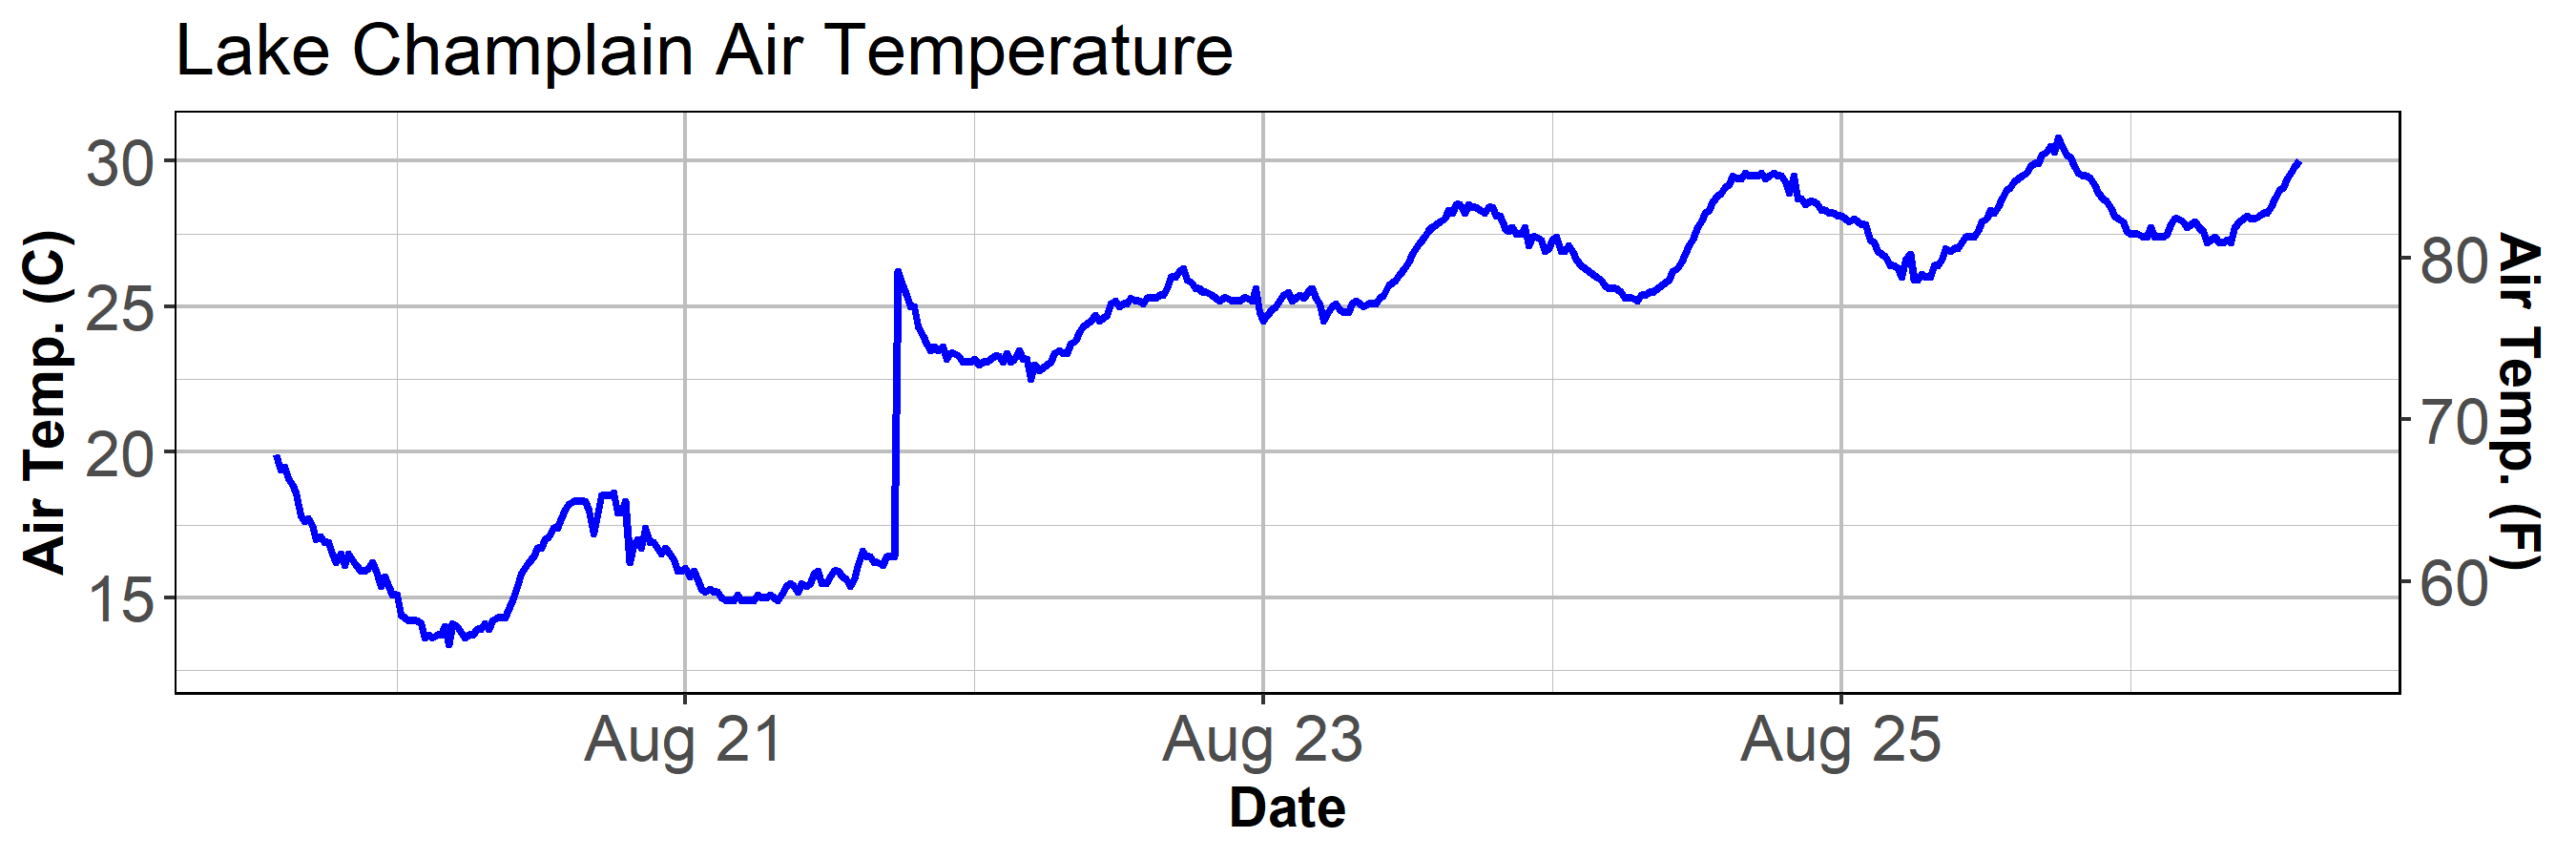 Lake Champlain Air Temperature
Air Temp. (C)
30
25
20
15
80
70
60
Air Temp. (F)
Aug 21
Aug 23
Aug 25
Date